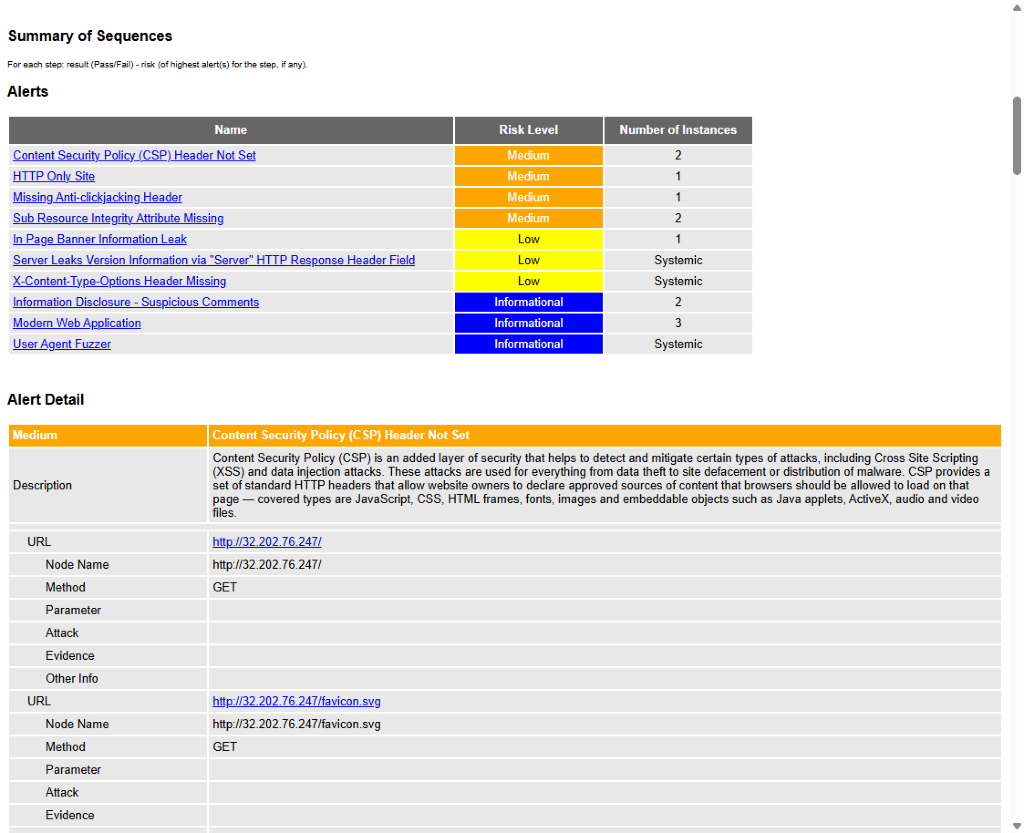 Summary of Sequences
For each step: result (Pass/Fail) - risk (of highest alert(s) for the step, if any).
Alerts
Name Risk Level Number of Instances
Content Security Policy (CSP) Header Not Set Medium 2
HTTP Only Site Medium 1
Missing Anti-clickjacking Header Medium 1
Sub Resource Integrity Attribute Missing Medium 2
In Page Banner Information Leak Low 1
Server Leaks Version Information via "Server" HTTP Response Header Field Low Systemic
X-Content-Type-Options Header Missing Low Systemic
Information Disclosure - Suspicious Comments Informational 2
Modern Web Application Informational 3
User Agent Fuzzer Informational Systemic
Alert Detail
Medium Content Security Policy (CSP) Header Not Set
Description
Content Security Policy (CSP) is an added layer of security that helps to detect and mitigate certain types of attacks, including Cross Site Scripting
(XSS) and data injection attacks. These attacks are used for everything from data theft to site defacement or distribution of malware. CSP provides a
set of standard HTTP headers that allow website owners to declare approved sources of content that browsers should be allowed to load on that
page — covered types are JavaScript, CSS, HTML frames, fonts, images and embeddable objects such as Java applets, ActiveX, audio and video
files.
URL http://32.202.76.247/
Node Name http://32.202.76.247/
Method GET
Parameter
Attack
Evidence
Other Info
URL http://32.202.76.247/favicon.svg
Node Name http://32.202.76.247/favicon.svg
Method GET
Parameter
Attack
Evidence